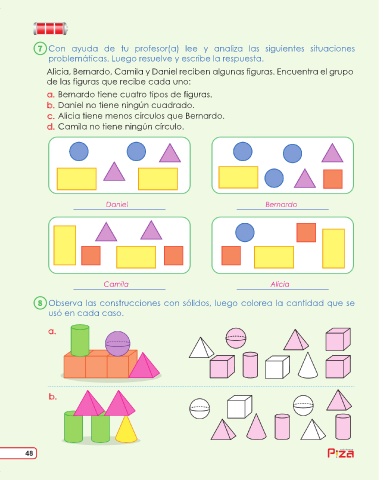 7 Con ayuda de tu profesor(a) lee y analiza las siguientes situaciones
problemáticas. Luego resuelve y escribe la respuesta.
Alicia, Bernardo, Camila y Daniel reciben algunas figuras. Encuentra el grupo
de las figuras que recibe cada uno:
a. Bernardo tiene cuatro tipos de figuras.
b. Daniel no tiene ningún cuadrado.
c. Alicia tiene menos círculos que Bernardo.
d. Camila no tiene ningún círculo.
Daniel Bernardo
Camila Alicia
8 Observa las construcciones con sólidos, luego colorea la cantidad que se
usó en cada caso.
a.
b.
48